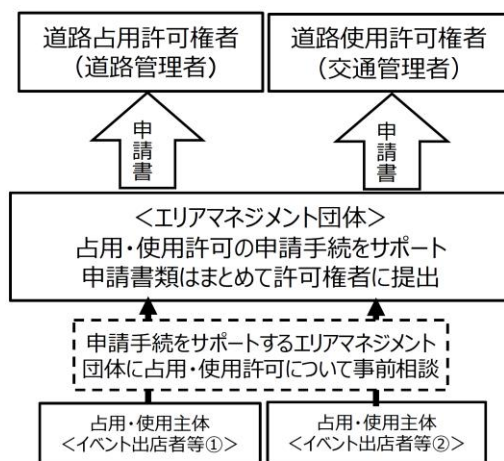 道路占用許可権者
（道路管理者）
道路使用許可権者
（交通管理者）
申請書
申請書
＜エリアマネジメント団体＞
占用・使用許可の申請手続をサポート
申請書類はまとめて許可権者に提出
申請手続をサポートするエリアマネジメント
団体に占用・使用許可について事前相談
占用・使用主体
＜イベント出店者等①＞
占用・使用主体
＜イベント出店者等②＞